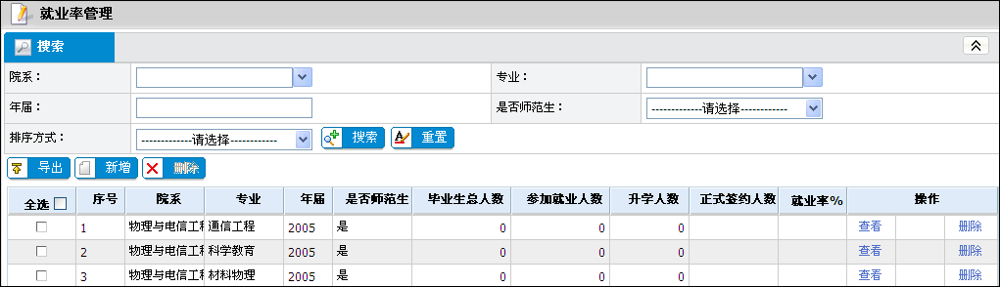 就业率管理
搜索
院系： 专业：
年届： 是否师范生： -------------请选择------------
排序方式： -------------请选择------------ 搜索 重置
导出 新增 删除
全选 序号 院系 专业 年届 是否师范生 毕业生总人数 参加就业人数 升学人数 正式签约人数 就业率% 操作
1 物理与电信工程 通信工程 2005 是 0 0 0 查看 删除
2 物理与电信工程 科学教育 2005 是 0 0 0 查看 删除
3 物理与电信工程 材料物理 2005 是 0 0 0 查看 删除